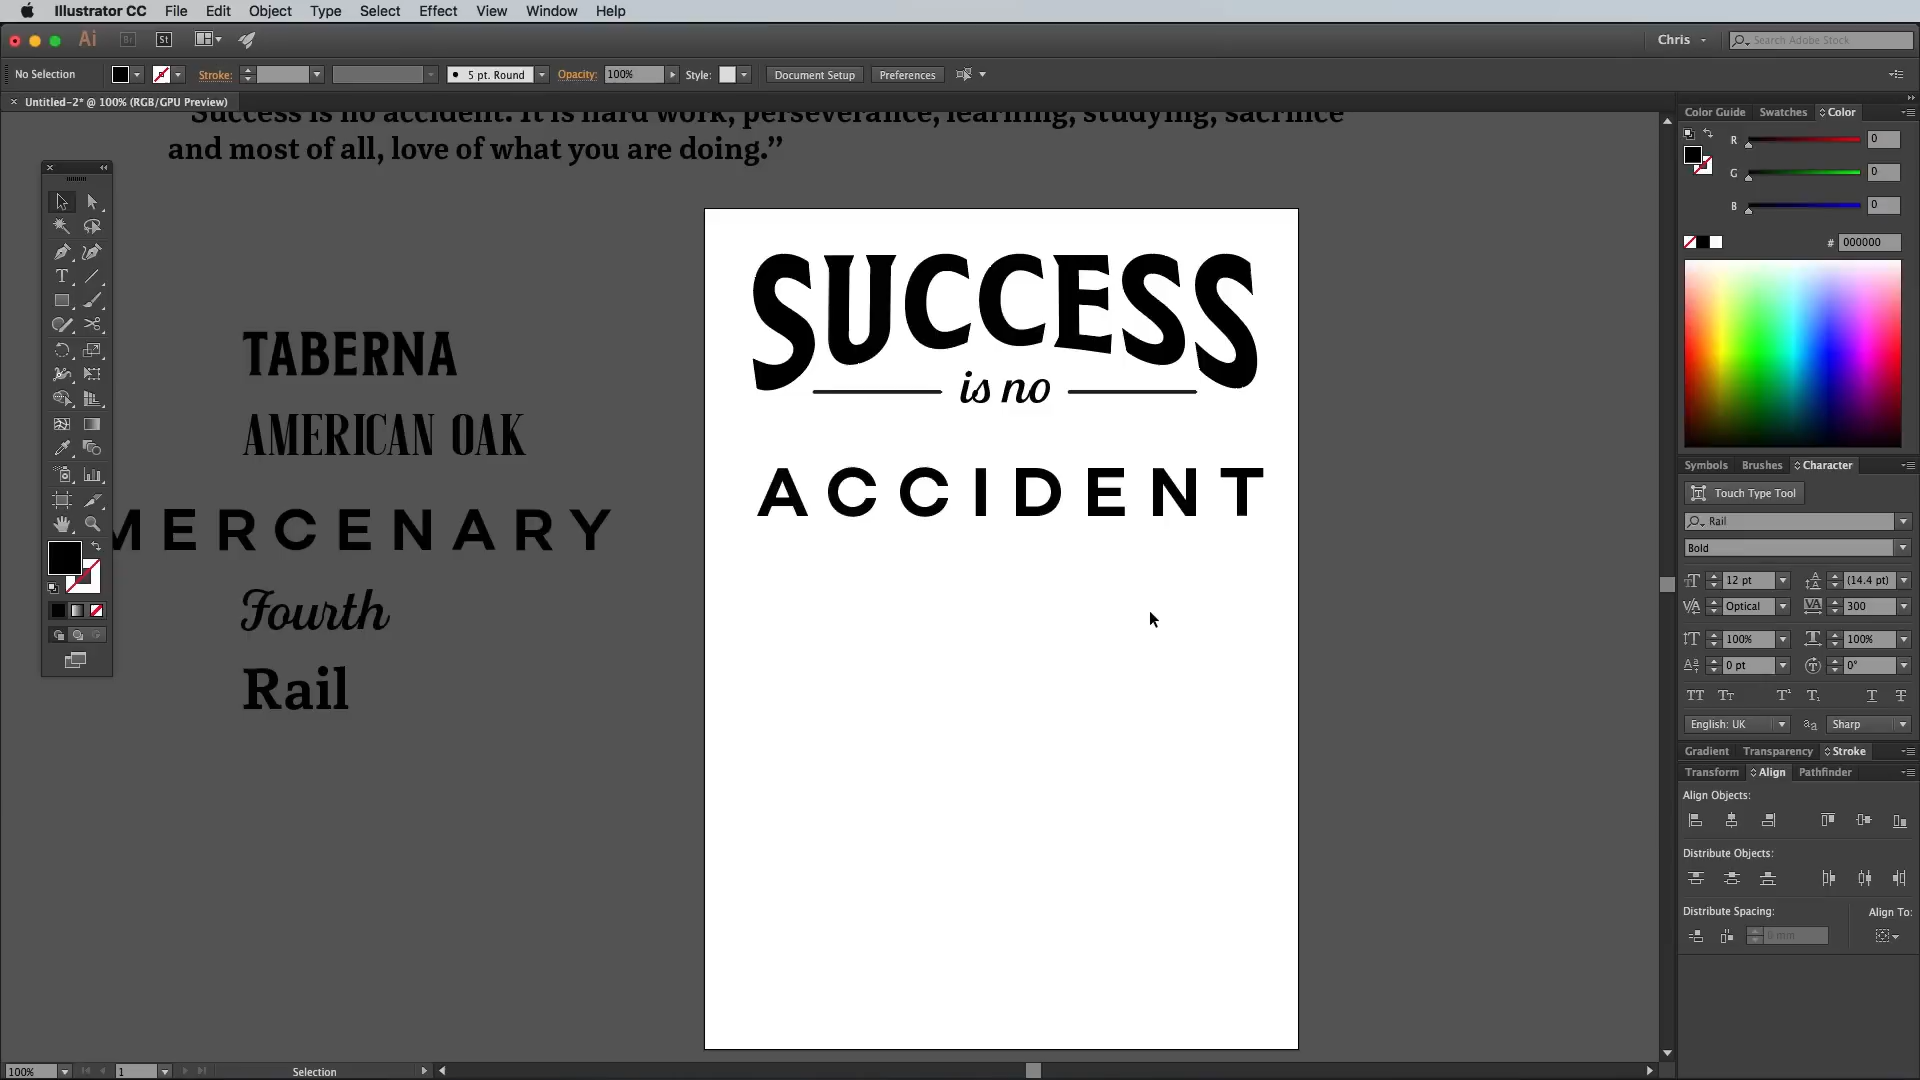 Illustrator CC File Edit Object Type Select Effect View Window Help
Ai Br St Chris Search Adobe Stock
No Selection Stroke: 5 pt. Round Opacity: 100% Style: Document Setup Preferences
Untitled-2* @ 100% (RGB/GPU Preview)
“Success is no accident. It is hard work, perseverance, learning, studying, sacrifice
and most of all, love of what you are doing.”
TABERNA
AMERICAN OAK
MERCENARY
Fourth
Rail
SUCCESS
is no
ACCIDENT
Color Guide Swatches Color
R 0
G 0
B 0
# 000000
Symbols Brushes Character
Touch Type Tool
Rail
Bold
12 pt (14.4 pt)
Optical 300
100% 100%
0 pt 0°
English: UK Sharp
Gradient Transparency Stroke
Transform Align Pathfinder
Align Objects:
Distribute Objects:
Distribute Spacing: Align To:
0 mm
100% 1 Selection